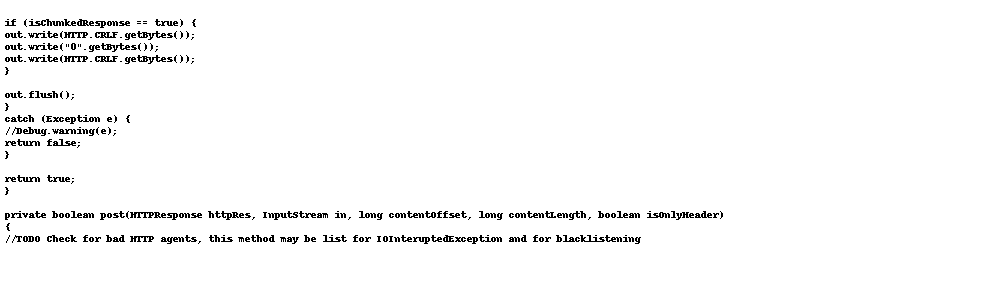 if (isChunkedResponse == true) {
out.write(HTTP.CRLF.getBytes());
out.write("0".getBytes());
out.write(HTTP.CRLF.getBytes());
}

out.flush();
}
catch (Exception e) {
//Debug.warning(e);
return false;
}

return true;
}

private boolean post(HTTPResponse httpRes, InputStream in, long contentOffset, long contentLength, boolean isOnlyHeader)
{
//TODO Check for bad HTTP agents, this method may be list for IOInteruptedException and for blacklistening